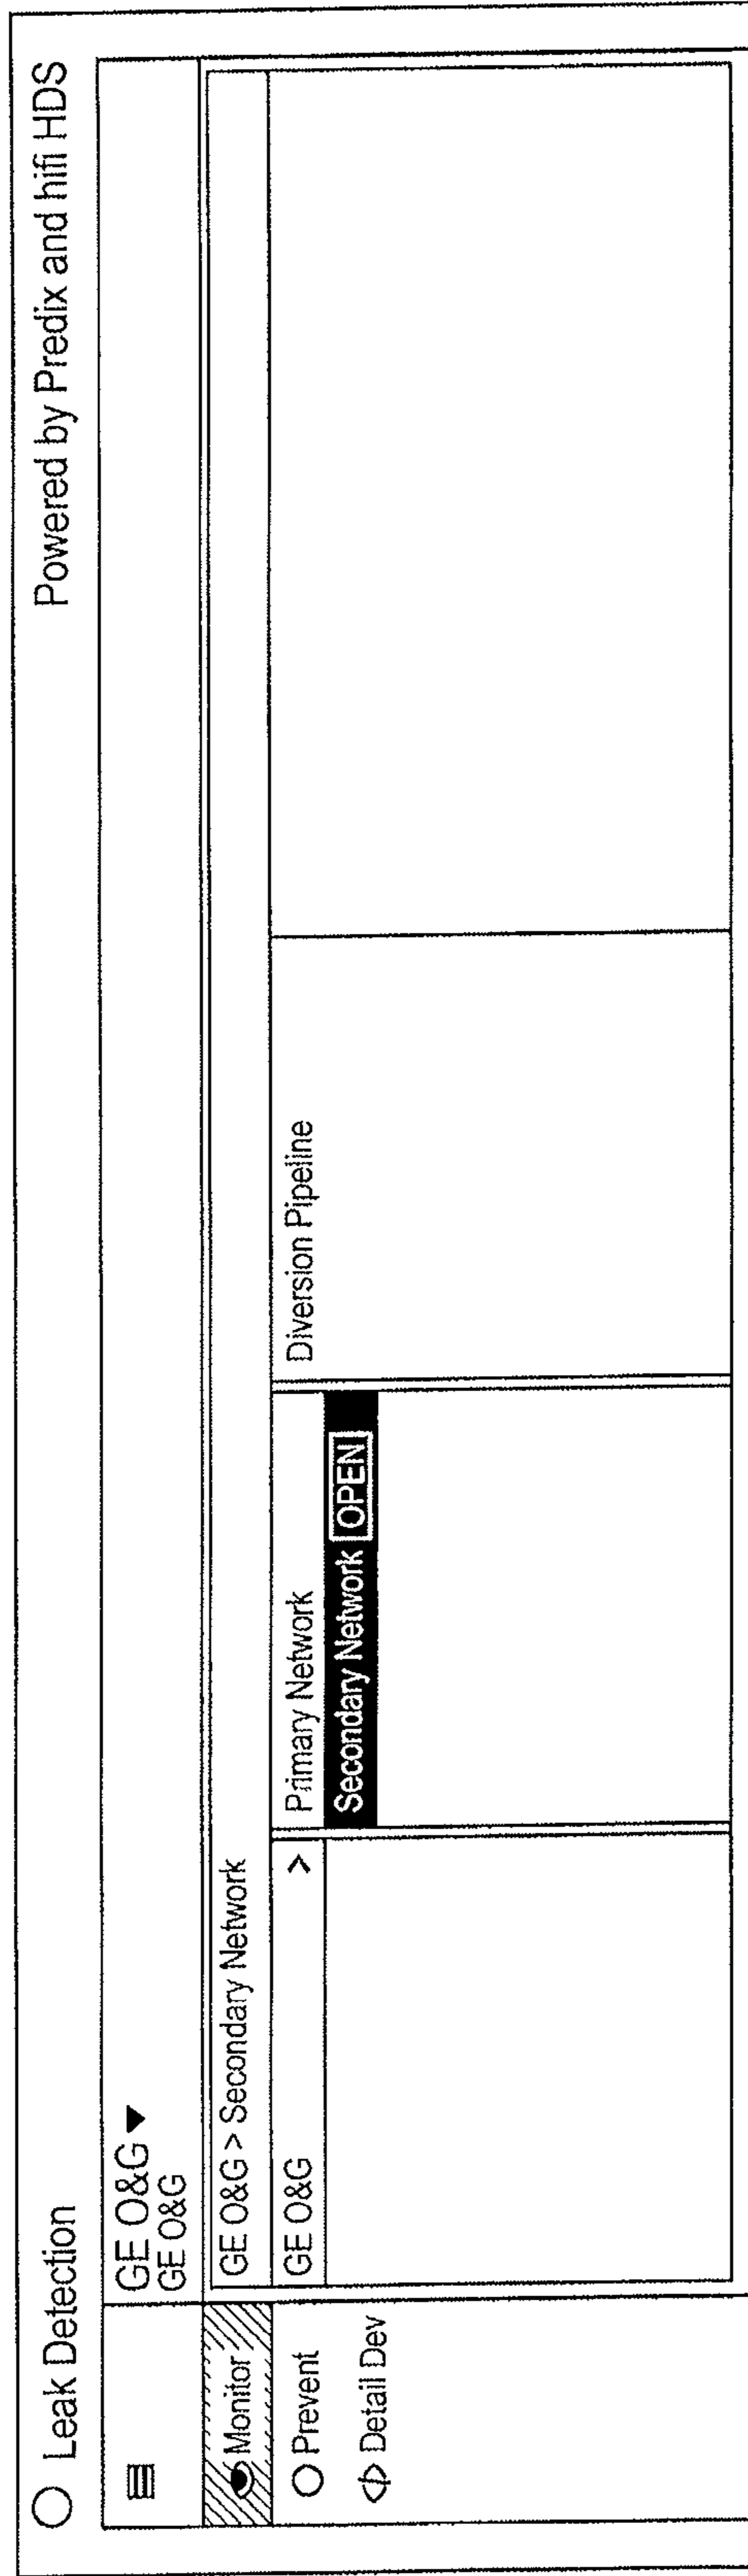 Leak Detection
Powered by Predix and hifi HDS
GE O&G
GE O&G
Monitor
Prevent
Detail Dev
GE O&G > Secondary Network
GE O&G >
Primary Network
Secondary Network OPEN
Diversion Pipeline